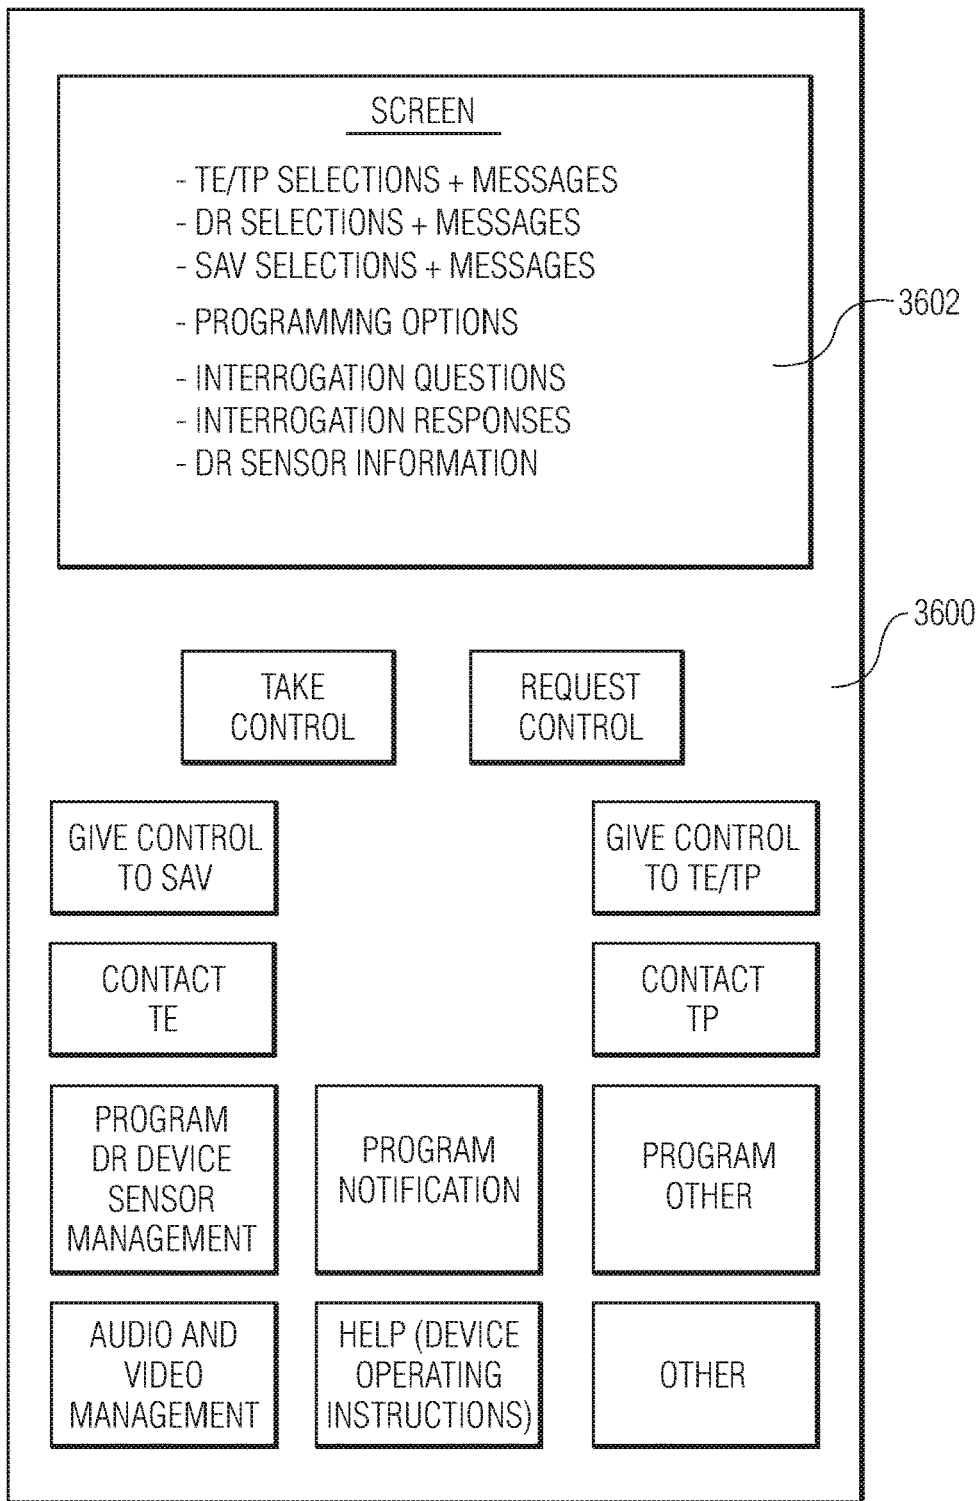 SCREEN
- TE/TP SELECTIONS + MESSAGES
- DR SELECTIONS + MESSAGES
- SAV SELECTIONS + MESSAGES
- PROGRAMMNG OPTIONS
- INTERROGATION QUESTIONS
- INTERROGATION RESPONSES
- DR SENSOR INFORMATION
3602
3600
TAKE
CONTROL
REQUEST
CONTROL
GIVE CONTROL
TO SAV
GIVE CONTROL
TO TE/TP
CONTACT
TE
CONTACT
TP
PROGRAM
DR DEVICE
SENSOR
MANAGEMENT
PROGRAM
NOTIFICATION
PROGRAM
OTHER
AUDIO AND
VIDEO
MANAGEMENT
HELP (DEVICE
OPERATING
INSTRUCTIONS)
OTHER